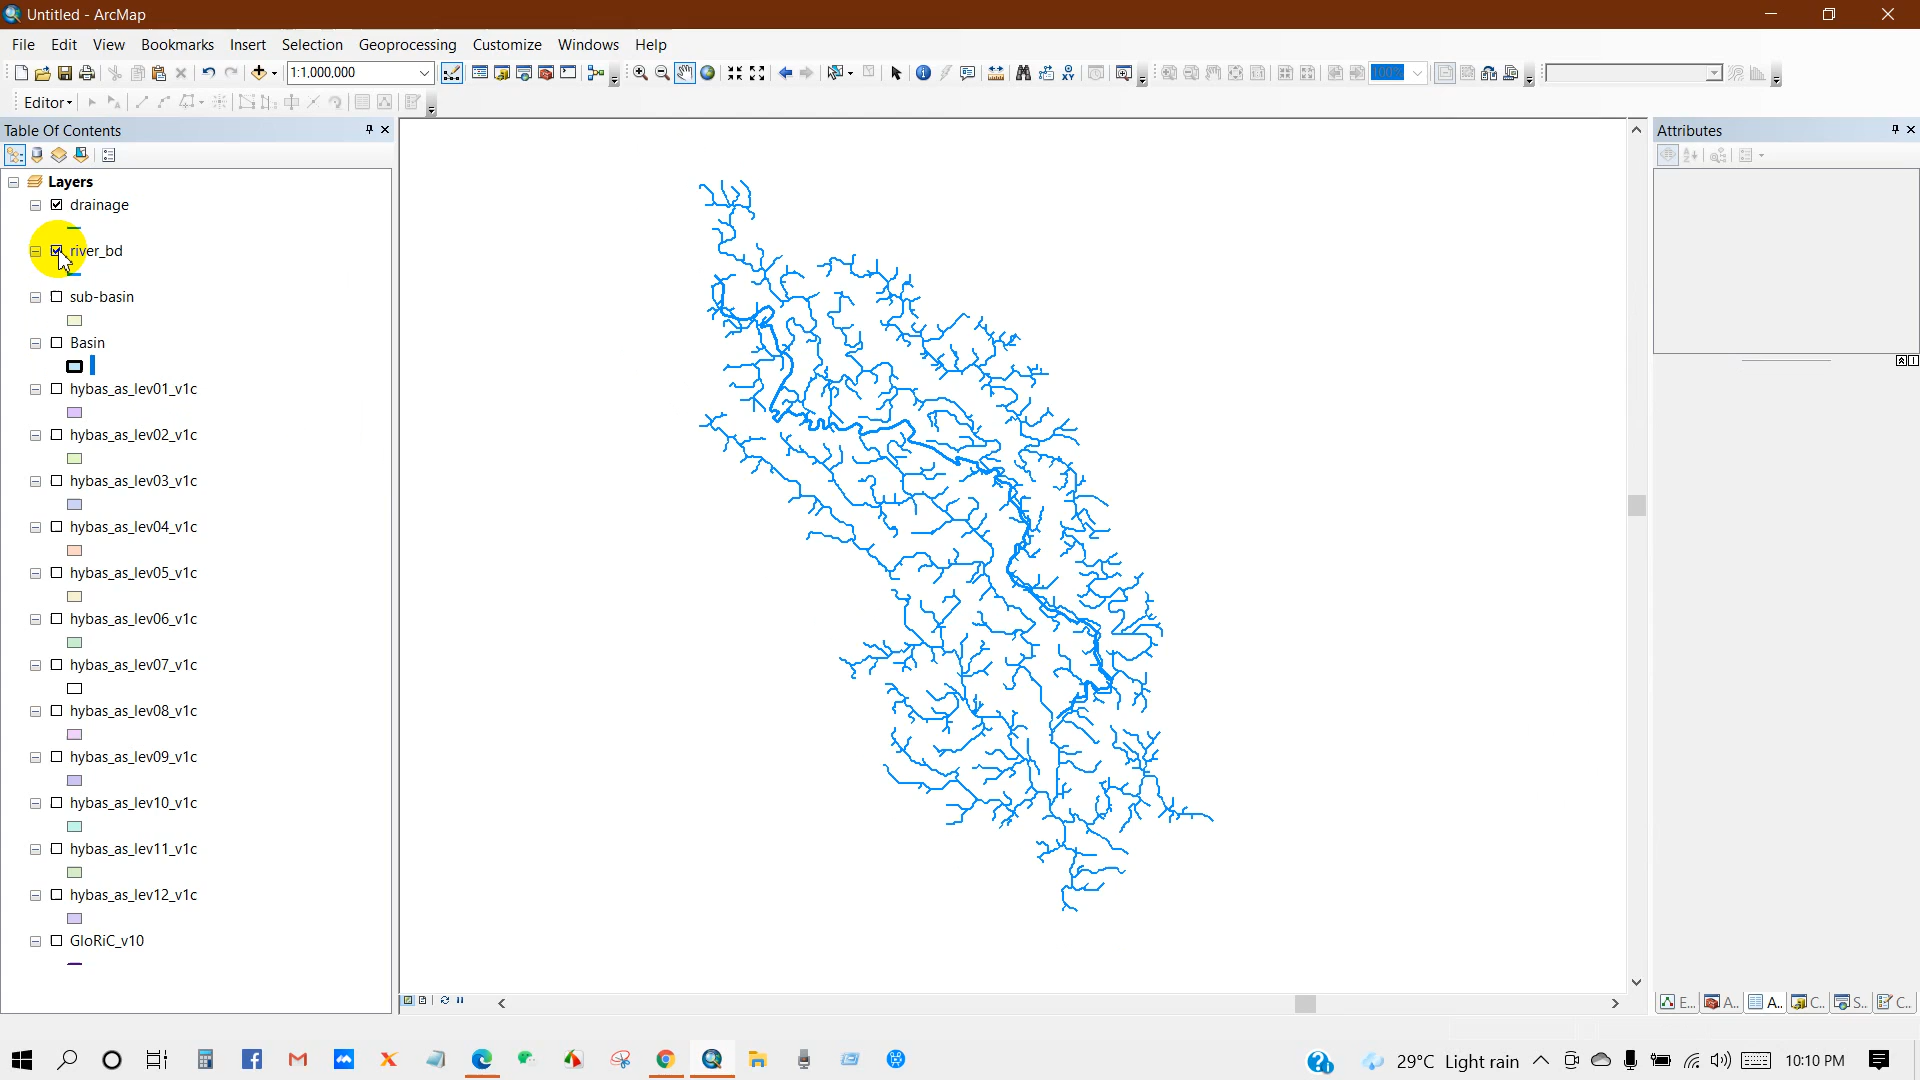 Untitled - ArcMap
File Edit View Bookmarks Insert Selection Geoprocessing Customize Windows Help
1:1,000,000
100%
Editor
Table Of Contents
Attributes
Layers
drainage
river_bd
sub-basin
Basin
hybas_as_lev01_v1c
hybas_as_lev02_v1c
hybas_as_lev03_v1c
hybas_as_lev04_v1c
hybas_as_lev05_v1c
hybas_as_lev06_v1c
hybas_as_lev07_v1c
hybas_as_lev08_v1c
hybas_as_lev09_v1c
hybas_as_lev10_v1c
hybas_as_lev11_v1c
hybas_as_lev12_v1c
GloRiC_v10
E... A.. A.. C.. S.. C..
29°C Light rain
10:10 PM